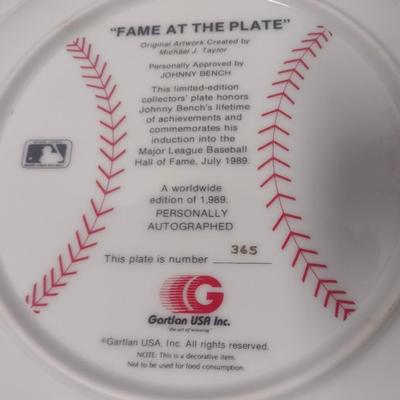 "FAME AT THE PLATE"
Original Artwork Created by
Michael J. Taylor
Personally Approved by
JOHNNY BENCH
This limited-edition
collectors' plate honors
Johnny Bench's lifetime
of achievements and
commemorates his
induction into the
Major League Baseball
Hall of Fame, July 1989.
A worldwide
edition of 1,989.
PERSONALLY
AUTOGRAPHED
This plate is number 365
G
Gartlan USA Inc.
"the art of winning"
©Gartlan USA, Inc. All rights reserved.
NOTE: This is a decorative item.
Not to be used for food consumption.